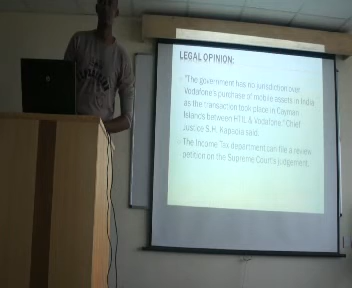 LEGAL OPINION:
"The government has no jurisdiction over
Vodafone's purchase of mobile assets in India
as the transaction took place in Cayman
Islands between HTIL & Vodafone." Chief
Justice S.H. Kapadia said.
The Income Tax department can file a review
petition on the Supreme Court's judgement.